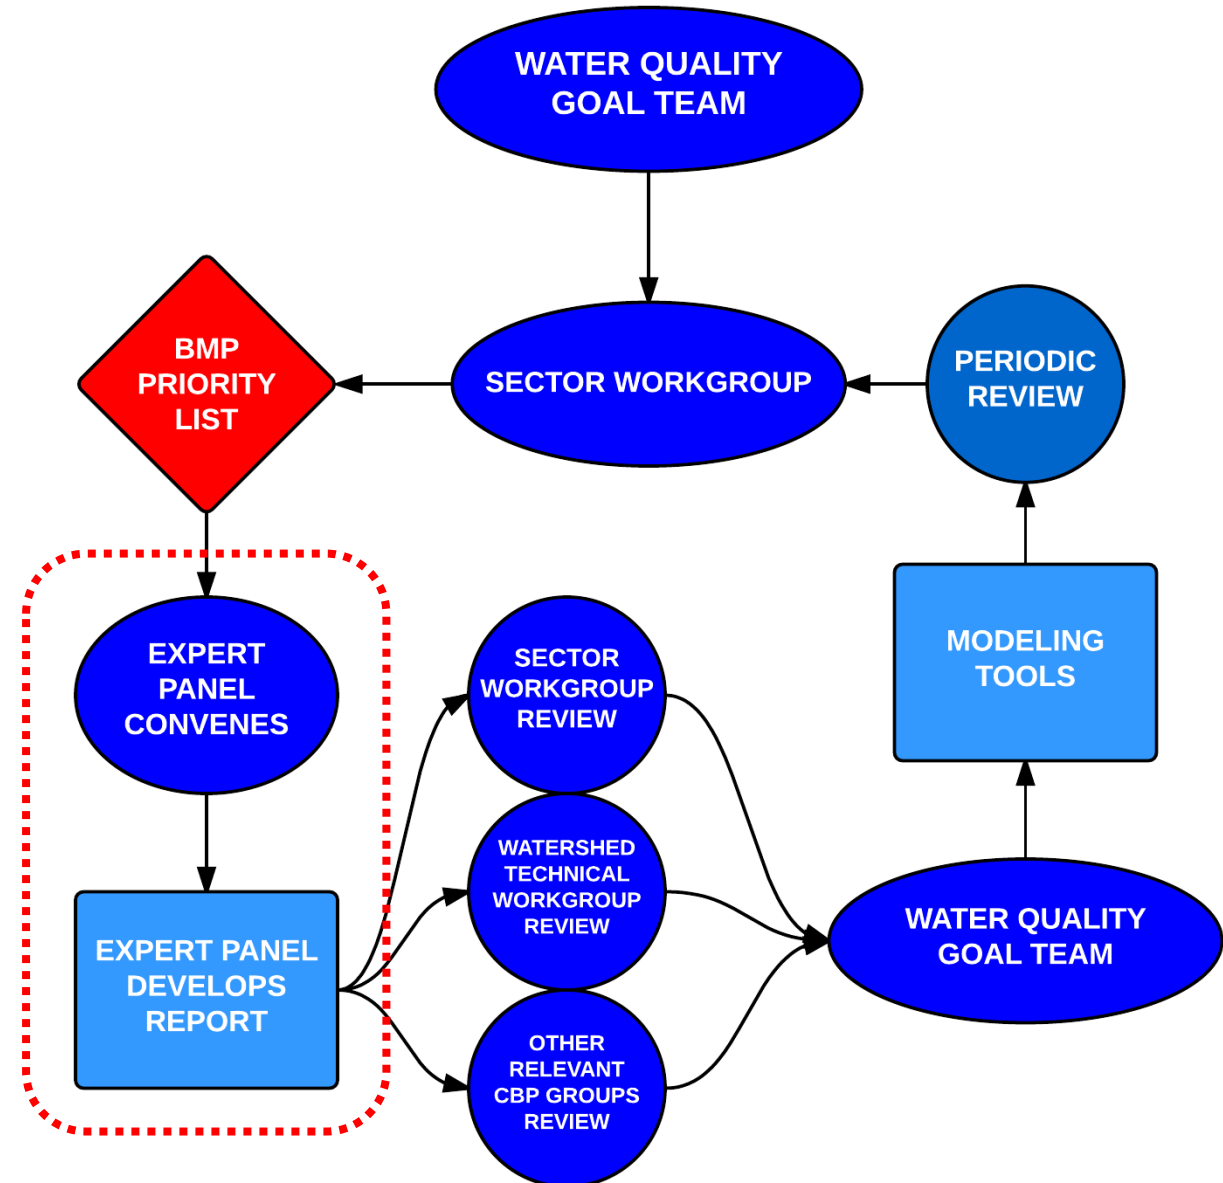 WATER QUALITY
GOAL TEAM
BMP
PRIORITY
LIST
SECTOR WORKGROUP
PERIODIC
REVIEW
EXPERT
PANEL
CONVENES
SECTOR
WORKGROUP
REVIEW
MODELING
TOOLS
WATERSHED
TECHNICAL
WORKGROUP
REVIEW
EXPERT PANEL
DEVELOPS
REPORT
WATER QUALITY
GOAL TEAM
OTHER
RELEVANT
CBP GROUPS
REVIEW